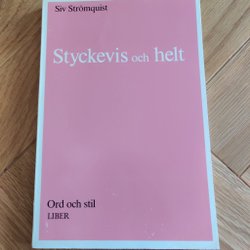 Siv Strömquist
Styckevis och helt
Ord och stil
LIBER